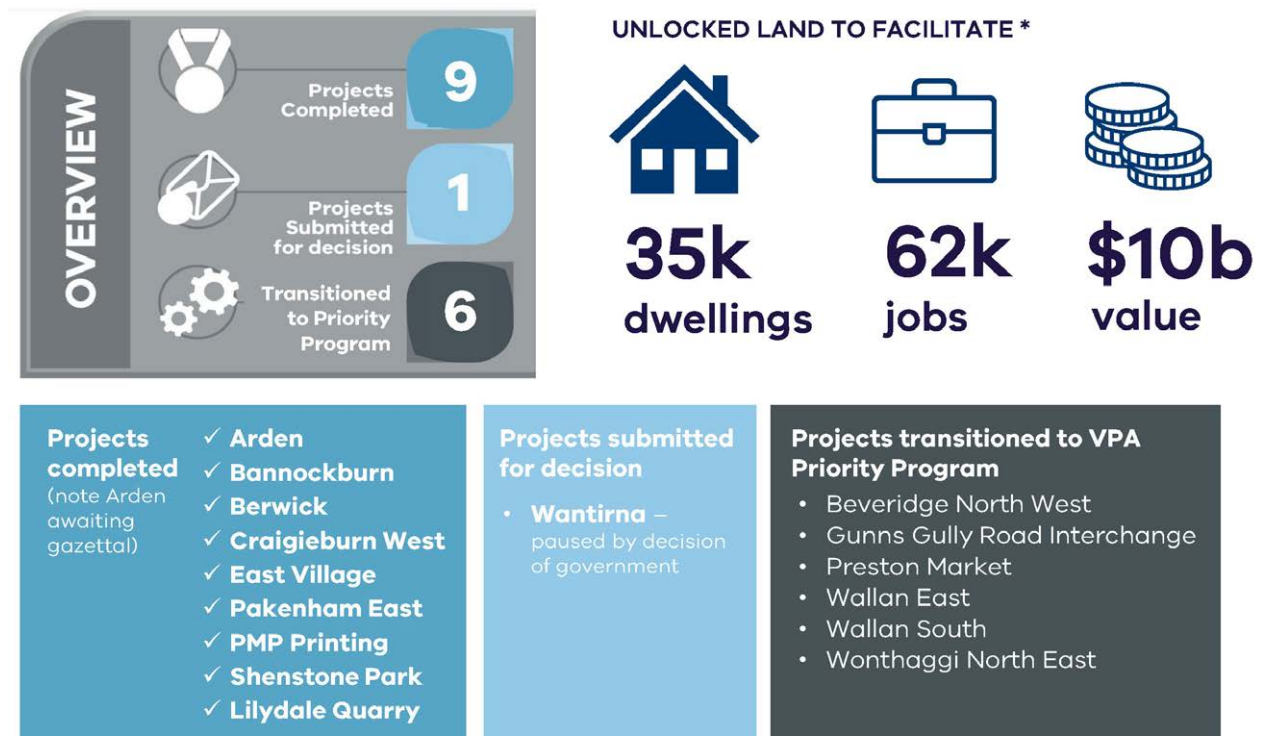 OVERVIEW
Projects
Completed
9
Projects
Submitted
for decision
1
Transitioned
to Priority
Program
6
UNLOCKED LAND TO FACILITATE *
35k
dwellings
62k
jobs
$10b
value
Projects
completed
(note Arden
awaiting
gazettal)
✓ Arden
✓ Bannockburn
✓ Berwick
✓ Craigieburn West
✓ East Village
✓ Pakenham East
✓ PMP Printing
✓ Shenstone Park
✓ Lilydale Quarry
Projects submitted
for decision
• Wantirna –
paused by decision
of government
Projects transitioned to VPA
Priority Program
• Beveridge North West
• Gunns Gully Road Interchange
• Preston Market
• Wallan East
• Wallan South
• Wonthaggi North East